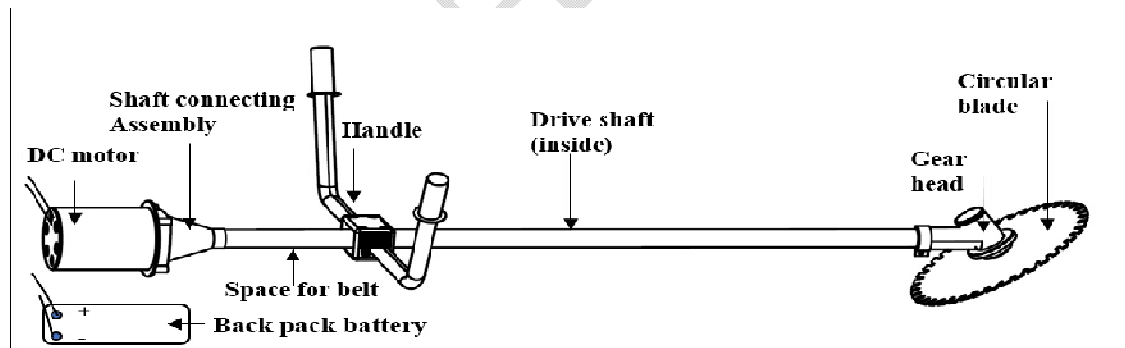 Circular
blade
Shaft connecting
Assembly
Handle
Drive shaft
(inside)
DC motor
Gear
head
Space for belt
+
-
Back pack battery